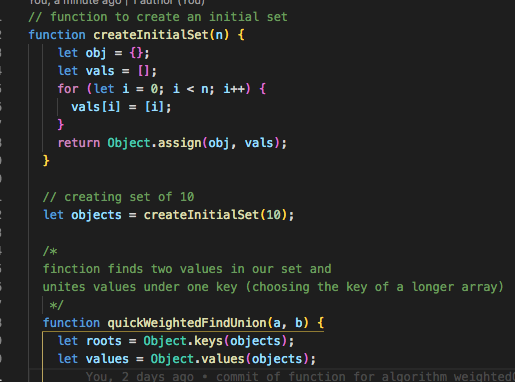 You, a minute ago | 1 author (You)
// function to create an initial set
function createInitialSet(n) {
let obj = {};
let vals = [];
for (let i = 0; i < n; i++) {
vals[i] = [i];
}
return Object.assign(obj, vals);
}
// creating set of 10
let objects = createInitialSet(10);
/*
finction finds two values in our set and
unites values under one key (choosing the key of a longer array)
*/
function quickWeightedFindUnion(a, b) {
let roots = Object.keys(objects);
let values = Object.values(objects);
You, 2 days ago • commit of function for algorithm weighted